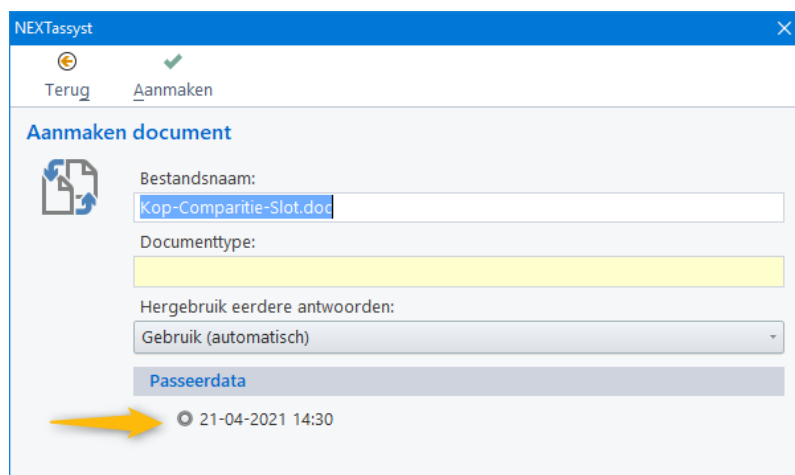 NEXTassyst
Terug
Aanmaken
Aanmaken document
Bestandsnaam:
Kop-Comparitie-Slot.doc
Documenttype:
Hergebruik eerdere antwoorden:
Gebruik (automatisch)
Passeerdata
21-04-2021 14:30